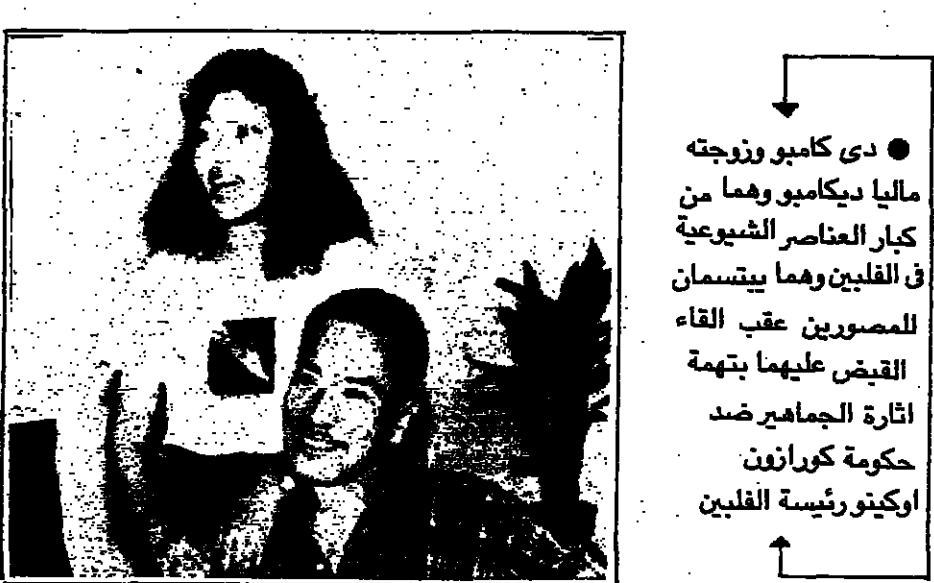 ● دى كامبو وزوجته
ماليا ديكامبو وهما من
كبار العناصر الشيوعية
فى الفلبين وهما يبتسمان
للمصورين عقب القاء
القبض عليهما بتهمة
اثارة الجماهير ضد
حكومة كورازون
اوكيتو رئيسة الفلبين